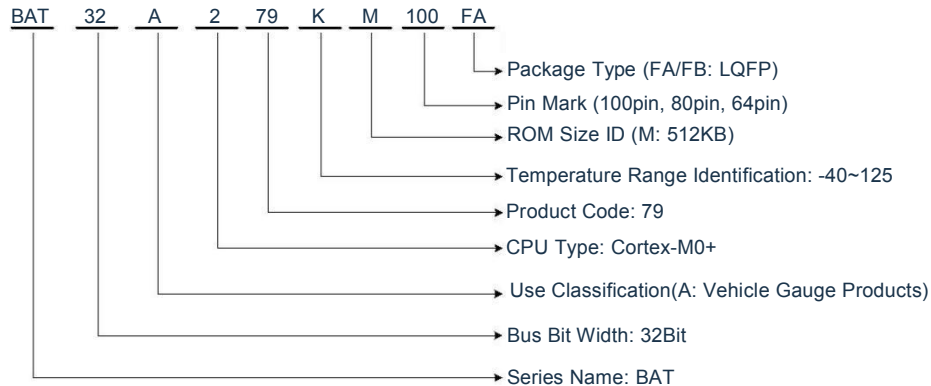 BAT 32 A 2 79 K M 100 FA
Package Type (FA/FB: LQFP)
Pin Mark (100pin, 80pin, 64pin)
ROM Size ID (M: 512KB)
Temperature Range Identification: -40~125
Product Code: 79
CPU Type: Cortex-M0+
Use Classification(A: Vehicle Gauge Products)
Bus Bit Width: 32Bit
Series Name: BAT